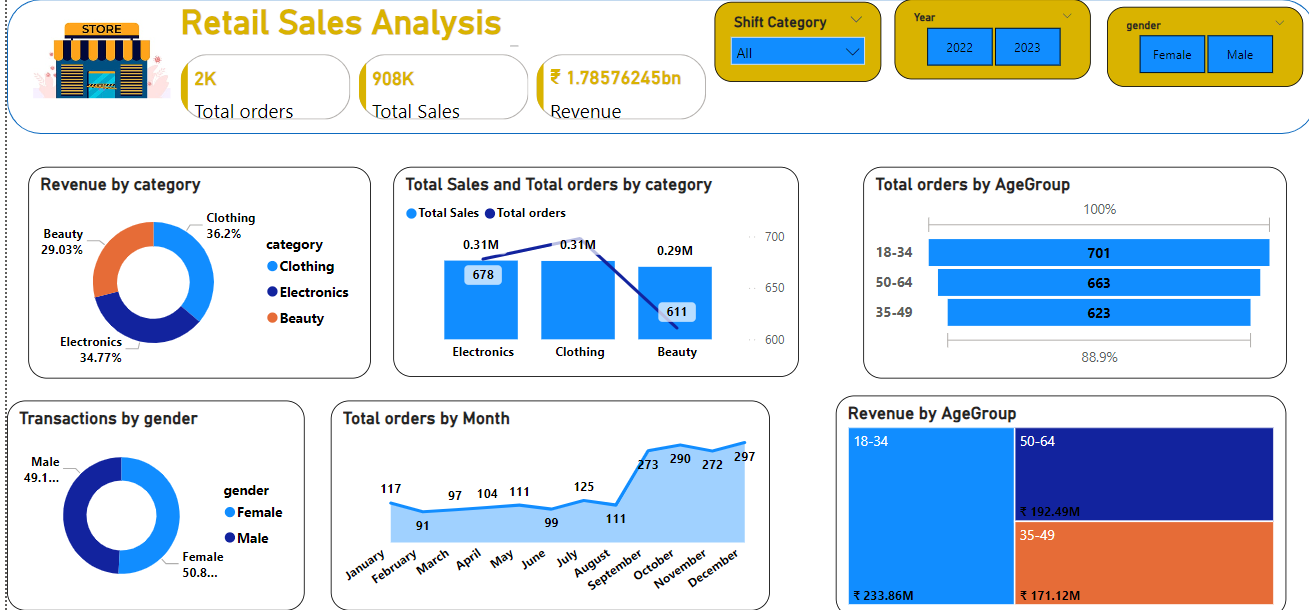 STORE
Retail Sales Analysis
2K
Total orders
908K
Total Sales
₹ 1.78576245bn
Revenue
Shift Category
All
Year
2022
2023
gender
Female
Male
Revenue by category
Clothing
36.2%
Beauty
29.03%
Electronics
34.77%
category
Clothing
Electronics
Beauty
Total Sales and Total orders by category
Total Sales Total orders
0.31M
0.31M
0.29M
678
611
700
650
600
Electronics
Clothing
Beauty
Total orders by AgeGroup
100%
18-34
701
50-64
663
35-49
623
88.9%
Transactions by gender
Male
49.1...
Female
50.8...
gender
Female
Male
Total orders by Month
117
91
97
104
111
99
125
111
273
290
272
297
January
February
March
April
May
June
July
August
September
October
November
December
Revenue by AgeGroup
18-34
₹ 233.86M
50-64
₹ 192.49M
35-49
₹ 171.12M